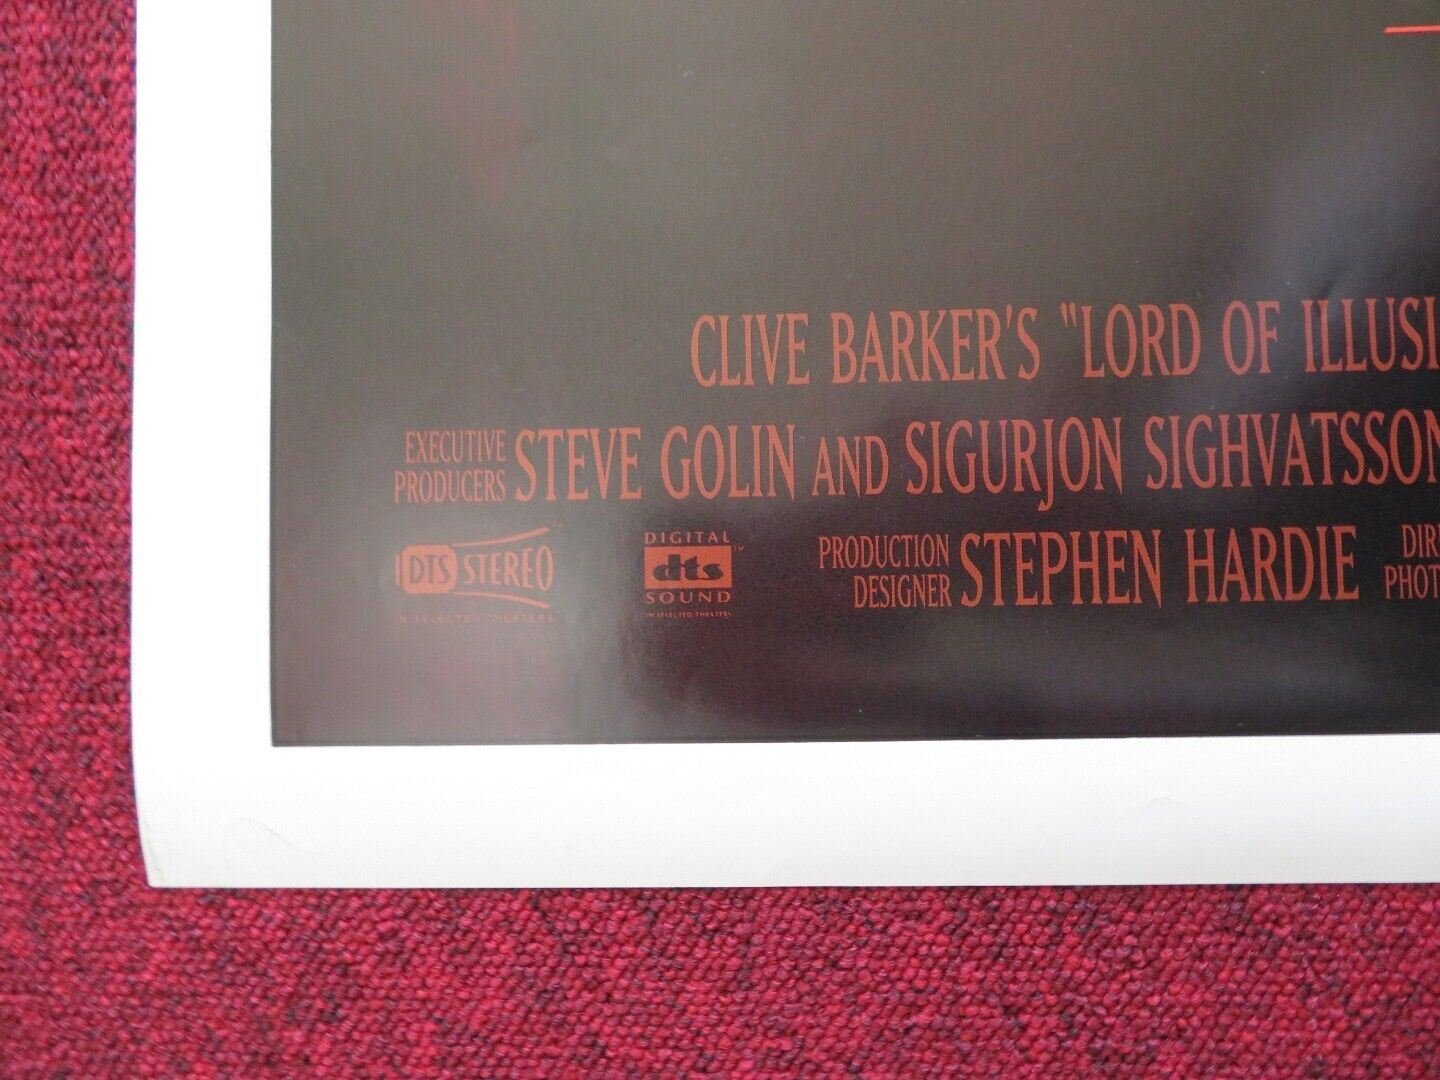 CLIVE BARKER'S "LORD OF ILLUSI
EXECUTIVE PRODUCERS STEVE GOLIN AND SIGURJON SIGHVATSSON
DTS STEREO
IN SELECTED THEATERS
DIGITAL
dts
SOUND
IN SELECTED THEATERS
PRODUCTION DESIGNER STEPHEN HARDIE
DIR
PHOT